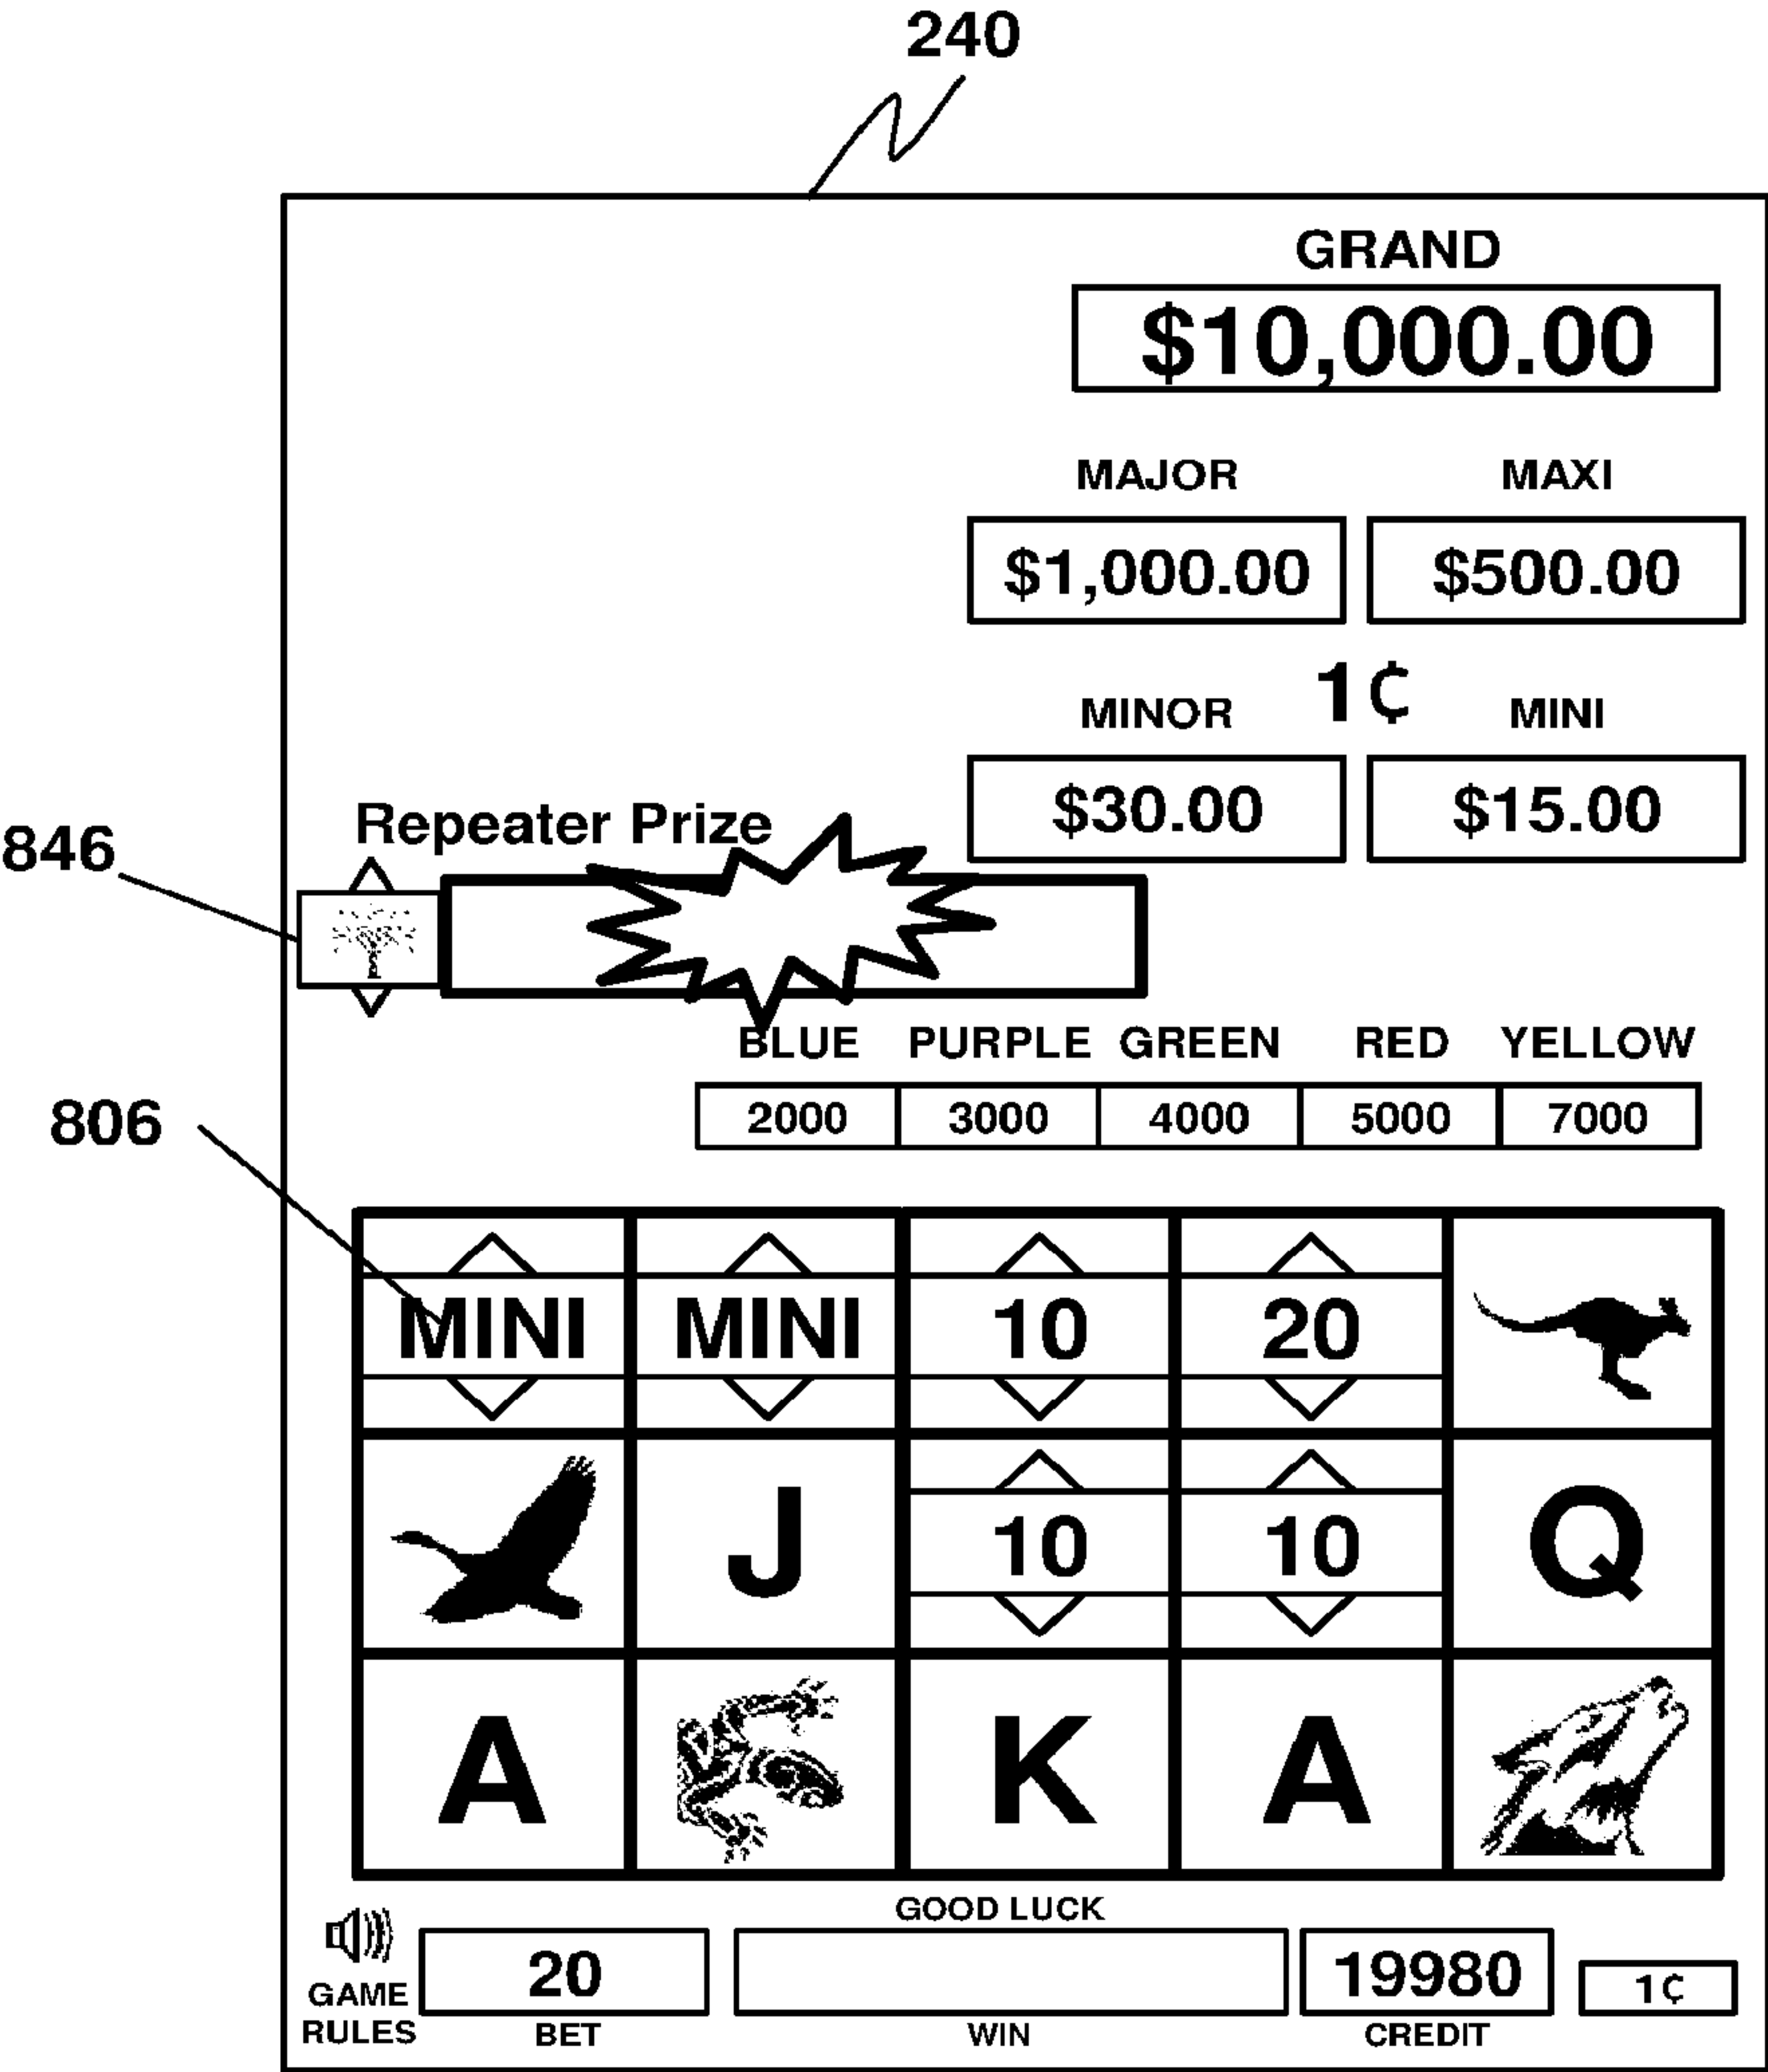 240
GRAND
$10,000.00
MAJOR MAXI
$1,000.00 $500.00
1¢
MINOR MINI
$30.00 $15.00
Repeater Prize
846
BLUE PURPLE GREEN RED YELLOW
2000 3000 4000 5000 7000
806
MINI MINI 10 20
J 10 10 Q
A K A
GOOD LUCK
20 19980 1¢
GAME RULES
BET WIN CREDIT